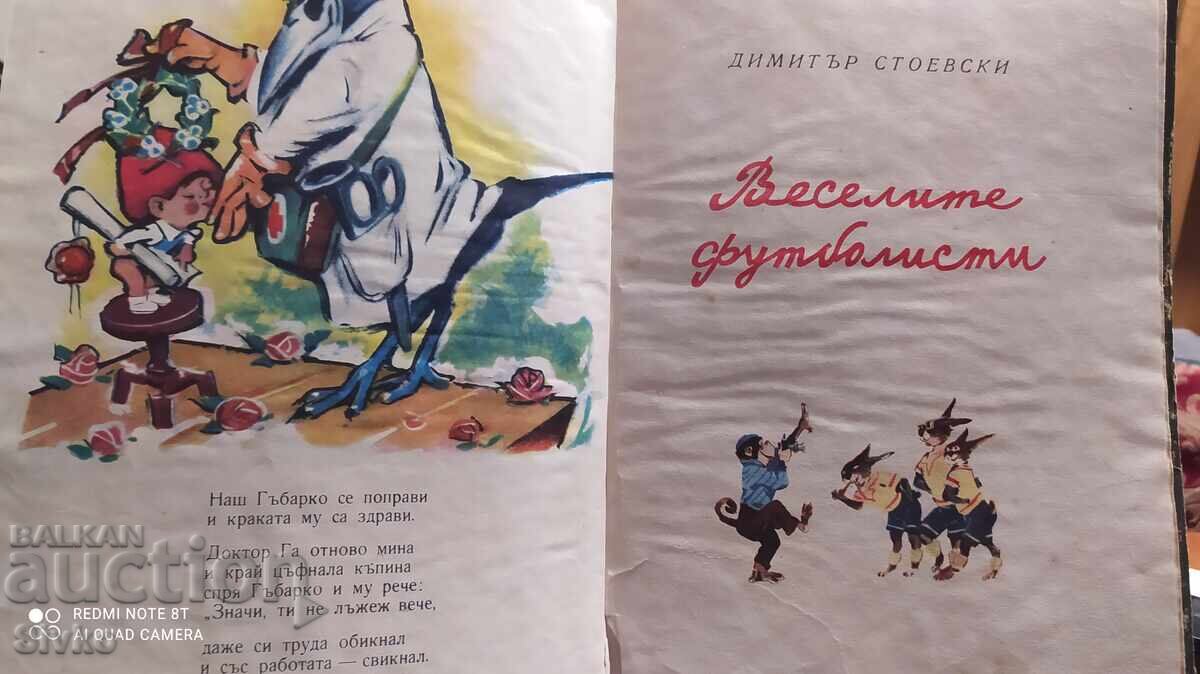 Наш Гъбарко се поправи
и краката му са здрави.
Доктор Га отново мина
и край цъфнала къпина
спря Гъбарко и му рече:
„Значи, ти не лъжеж вече,
даже си труда обикнал
и със работата — свикнал.
ДИМИТЪР СТОЕВСКИ
Веселите
футболисти
BALKAN
auction
REDMI NOTE 8T
AI QUAD CAMERA
Sivko